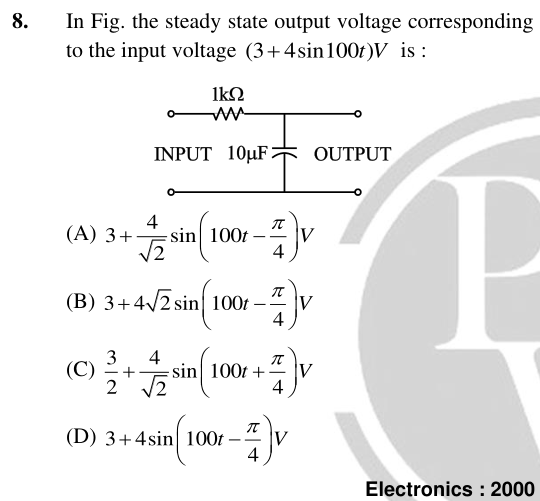 8. In Fig. the steady state output voltage corresponding
to the input voltage (3+4sin100t)V is :
1kΩ
INPUT 10μF OUTPUT
(A) 3+4/√2 sin(100t−π/4)V
(B) 3+4√2 sin(100t−π/4)V
(C) 3/2+4/√2 sin(100t+π/4)V
(D) 3+4sin(100t−π/4)V
Electronics : 2000